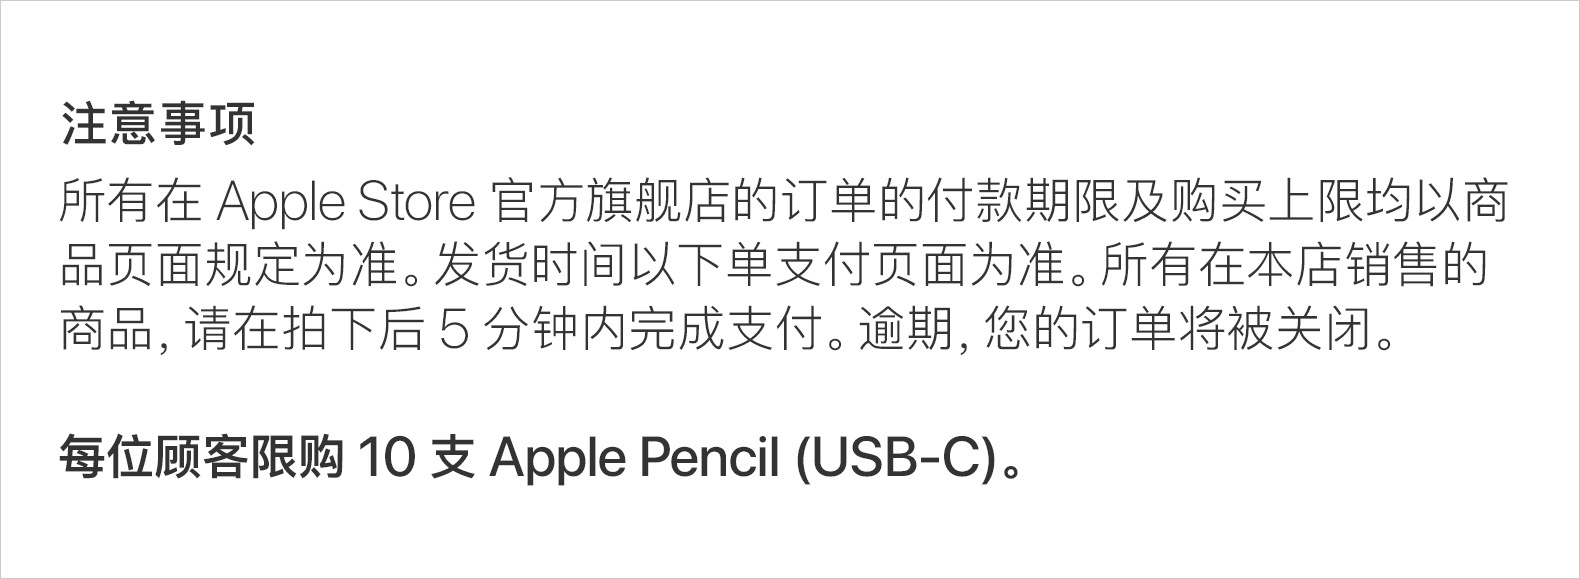 注意事项
所有在 Apple Store 官方旗舰店的订单的付款期限及购买上限均以商
品页面规定为准。发货时间以下单支付页面为准。所有在本店销售的
商品，请在拍下后 5 分钟内完成支付。逾期，您的订单将被关闭。
每位顾客限购 10 支 Apple Pencil (USB-C)。